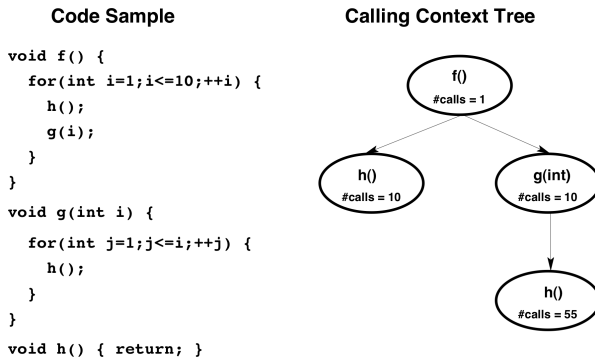 Code Sample
void f() {
for(int i=1;i<=10;++i) {
h();
g(i);
}
}
void g(int i) {
for(int j=1;j<=i;++j) {
h();
}
}
void h() { return; }
Calling Context Tree
f()
#calls = 1
h()
#calls = 10
g(int)
#calls = 10
h()
#calls = 55